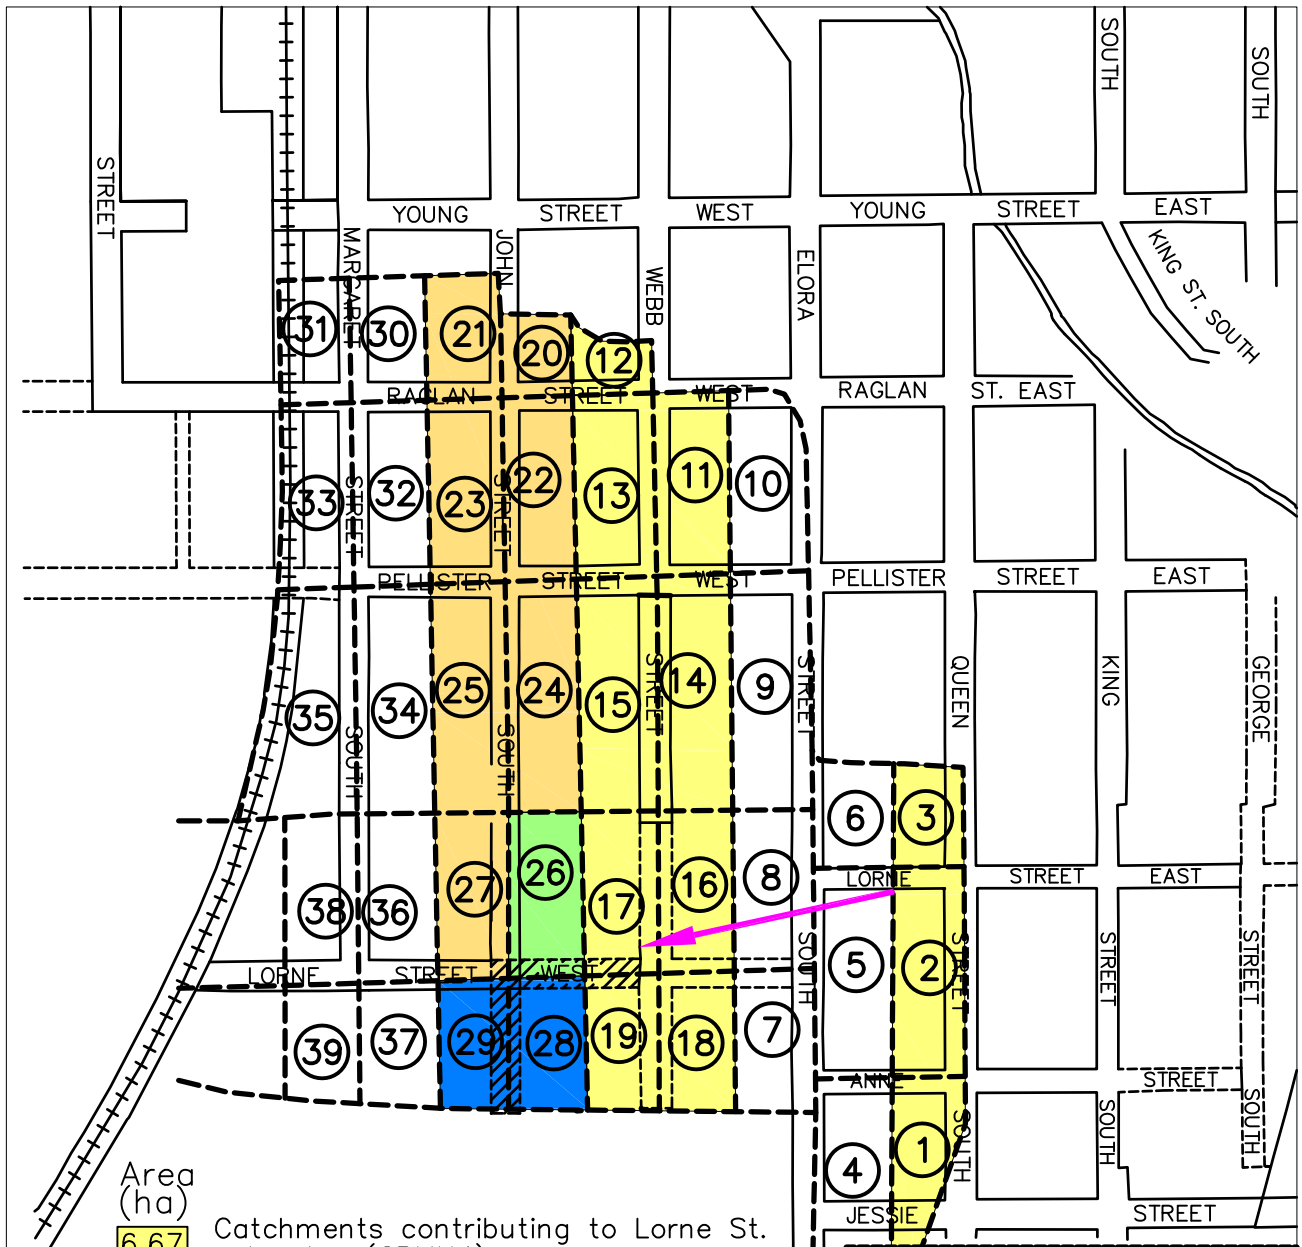 SOUTH
SOUTH
STREET
YOUNG STREET WEST YOUNG STREET EAST
MARGARET
JOHN
WEBB
ELORA
KING ST. SOUTH
31
30
21
20
12
RAGLAN STREET WEST RAGLAN ST. EAST
33
32
23
22
13
11
10
STREET
STREET
PELLISTER STREET WEST PELLISTER STREET EAST
35
34
25
24
15
14
9
STREET
STREET
QUEEN
KING
GEORGE
SOUTH
SOUTH
6
3
38
36
27
26
17
16
8
LORNE STREET EAST
LORNE STREET WEST
SOUTH
5
2
STREET
STREET
STREET
39
37
29
28
19
18
7
ANNE STREET
4
1
SOUTH
SOUTH
SOUTH
JESSIE STREET
Area
(ha)
6.67 Catchments contributing to Lorne St.